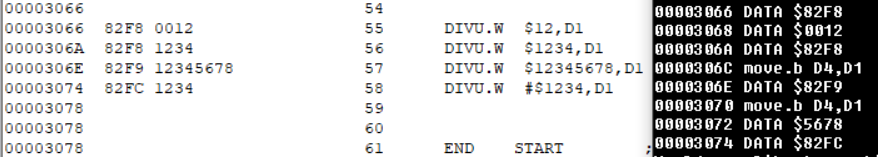 00003066 54
00003066 82F8 0012 55 DIVU.W $12,D1
0000306A 82F8 1234 56 DIVU.W $1234,D1
0000306E 82F9 12345678 57 DIVU.W $12345678,D1
00003074 82FC 1234 58 DIVU.W #$1234,D1
00003078 59
00003078 60
00003078 61 END START ;
00003066 DATA $82F8
00003068 DATA $0012
0000306A DATA $82F8
0000306C move.b D4,D1
0000306E DATA $82F9
00003070 move.b D4,D1
00003072 DATA $5678
00003074 DATA $82FC